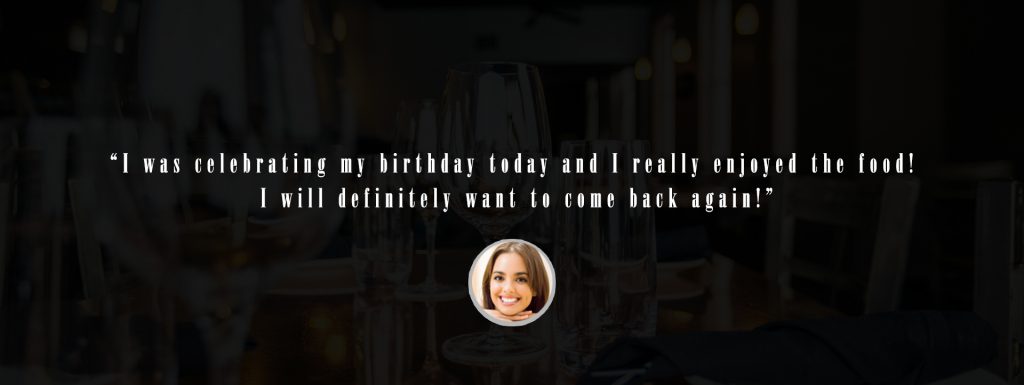 “I was celebrating my birthday today and I really enjoyed the food!
I will definitely want to come back again!”